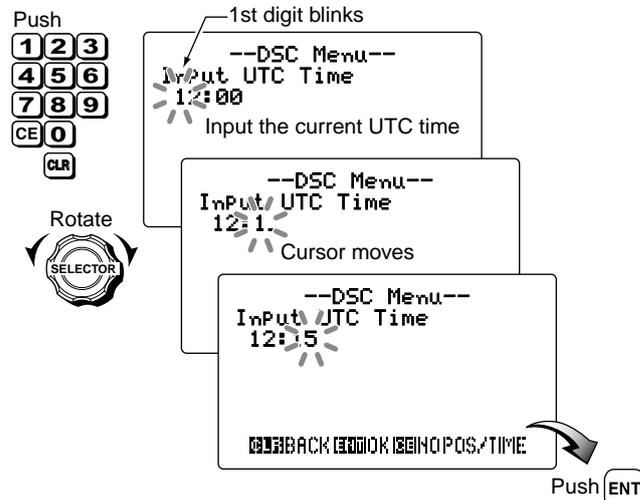 Push
1st digit blinks
1 2 3
4 5 6
7 8 9
CE 0
CLR
--DSC Menu--
InPut UTC Time
12:00
Input the current UTC time
Rotate
SELECTOR
--DSC Menu--
InPut UTC Time
12:1
Cursor moves
--DSC Menu--
InPut UTC Time
12:15
CLR BACK ENT OK CE NO POS/TIME
Push ENT